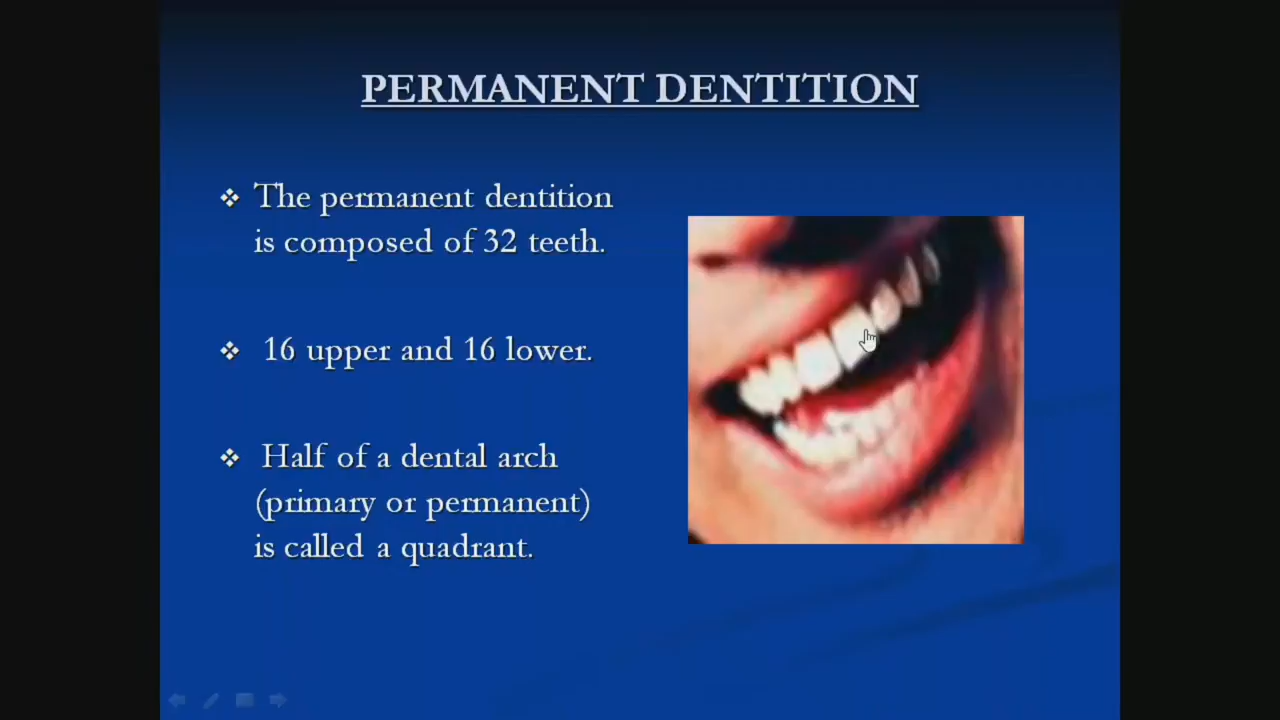 PERMANENT DENTITION
❖ The permanent dentition
is composed of 32 teeth.
❖ 16 upper and 16 lower.
❖ Half of a dental arch
(primary or permanent)
is called a quadrant.